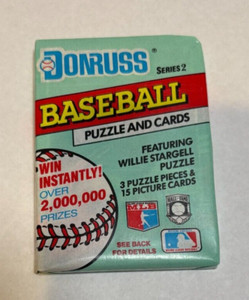 DONRUSS
SERIES 2
BASEBALL
PUZZLE AND CARDS
FEATURING
WILLIE STARGELL
PUZZLE
3 PUZZLE PIECES &
15 PICTURE CARDS
WIN
INSTANTLY!
OVER
2,000,000
PRIZES
MLB
SEE BACK
FOR DETAILS